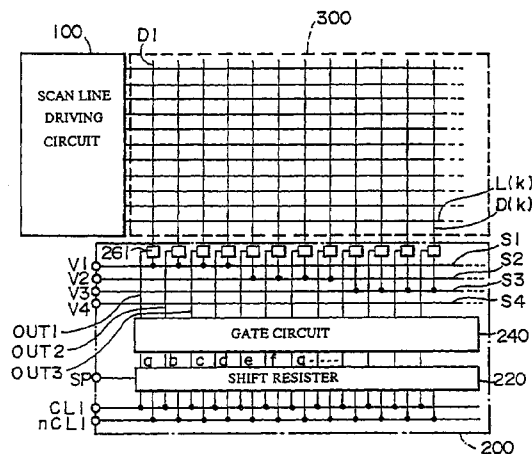 100
D1
300
SCAN LINE
DRIVING
CIRCUIT
L(k)
D(k)
261
V1
S1
V2
S2
V3
S3
V4
S4
OUT1
OUT2
OUT3
GATE CIRCUIT
240
a b c d e f g
SP
SHIFT REGISTER
220
CL1
nCL1
200